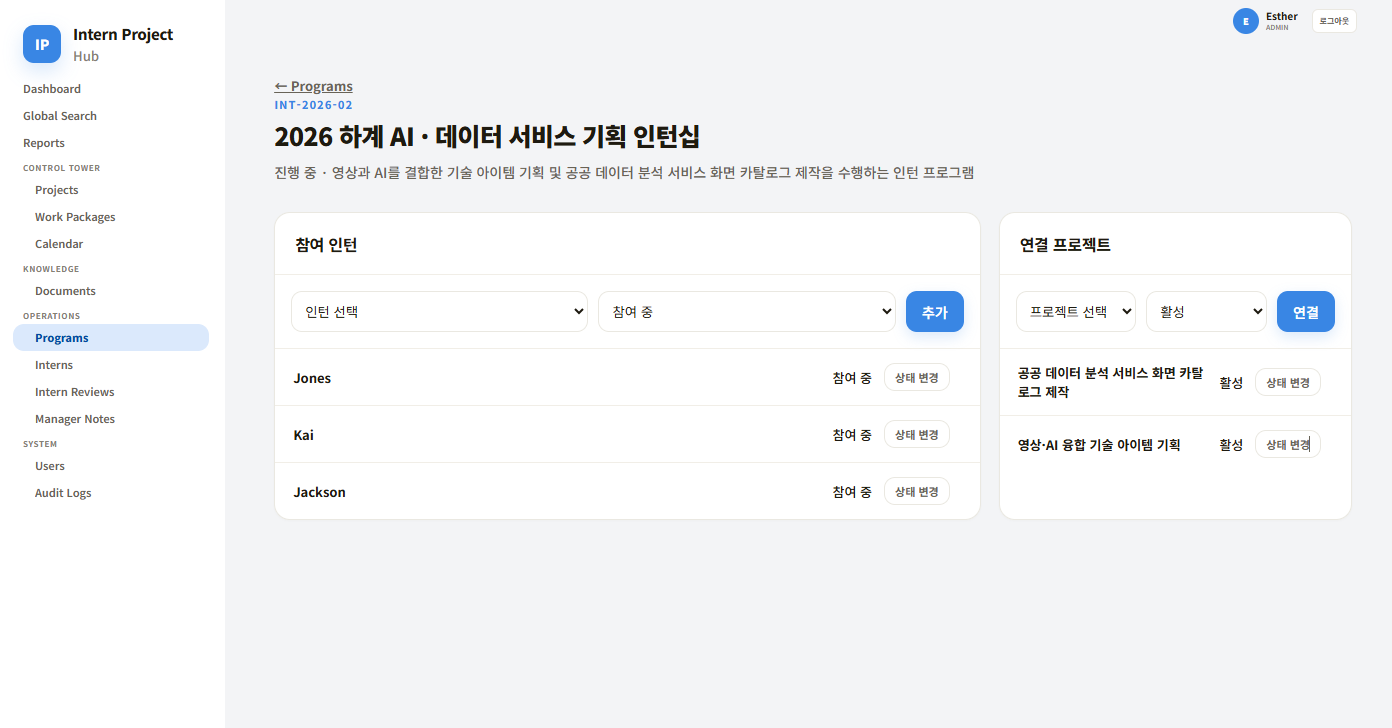 IP
Intern Project
Hub
Dashboard
Global Search
Reports
CONTROL TOWER
Projects
Work Packages
Calendar
KNOWLEDGE
Documents
OPERATIONS
Programs
Interns
Intern Reviews
Manager Notes
SYSTEM
Users
Audit Logs
E
Esther
ADMIN
로그아웃
← Programs
INT-2026-02
2026 하계 AI · 데이터 서비스 기획 인턴십
진행 중 · 영상과 AI를 결합한 기술 아이템 기획 및 공공 데이터 분석 서비스 화면 카탈로그 제작을 수행하는 인턴 프로그램
참여 인턴
인턴 선택
참여 중
추가
Jones
참여 중
상태 변경
Kai
참여 중
상태 변경
Jackson
참여 중
상태 변경
연결 프로젝트
프로젝트 선택
활성
연결
공공 데이터 분석 서비스 화면 카탈
로그 제작
활성
상태 변경
영상·AI 융합 기술 아이템 기획
활성
상태 변경